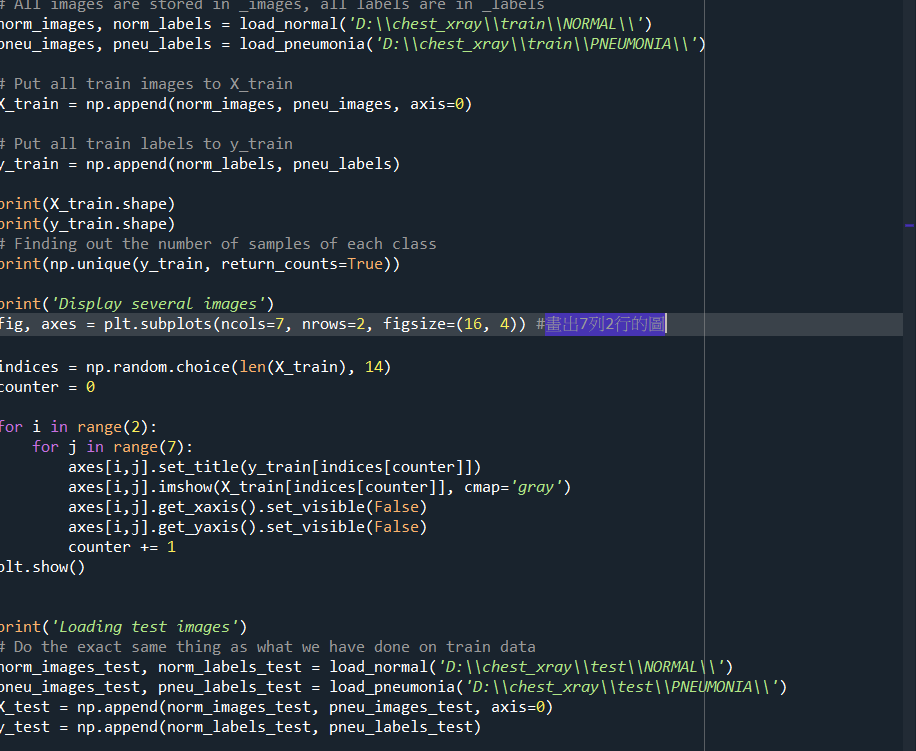 # All images are stored in _images, all labels are in _labels
norm_images, norm_labels = load_normal('D:\\chest_xray\\train\\NORMAL\\')
pneu_images, pneu_labels = load_pneumonia('D:\\chest_xray\\train\\PNEUMONIA\\')
# Put all train images to X_train
X_train = np.append(norm_images, pneu_images, axis=0)
# Put all train labels to y_train
y_train = np.append(norm_labels, pneu_labels)
print(X_train.shape)
print(y_train.shape)
# Finding out the number of samples of each class
print(np.unique(y_train, return_counts=True))
print('Display several images')
fig, axes = plt.subplots(ncols=7, nrows=2, figsize=(16, 4)) #畫出7列2行的圖
indices = np.random.choice(len(X_train), 14)
counter = 0
for i in range(2):
    for j in range(7):
        axes[i,j].set_title(y_train[indices[counter]])
        axes[i,j].imshow(X_train[indices[counter]], cmap='gray')
        axes[i,j].get_xaxis().set_visible(False)
        axes[i,j].get_yaxis().set_visible(False)
        counter += 1
plt.show()
print('Loading test images')
# Do the exact same thing as what we have done on train data
norm_images_test, norm_labels_test = load_normal('D:\\chest_xray\\test\\NORMAL\\')
pneu_images_test, pneu_labels_test = load_pneumonia('D:\\chest_xray\\test\\PNEUMONIA\\')
X_test = np.append(norm_images_test, pneu_images_test, axis=0)
y_test = np.append(norm_labels_test, pneu_labels_test)